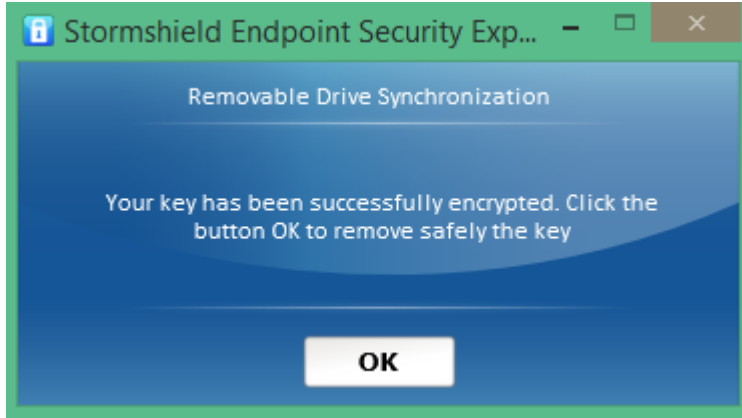 Stormshield Endpoint Security Exp...
Removable Drive Synchronization
Your key has been successfully encrypted. Click the
button OK to remove safely the key
OK